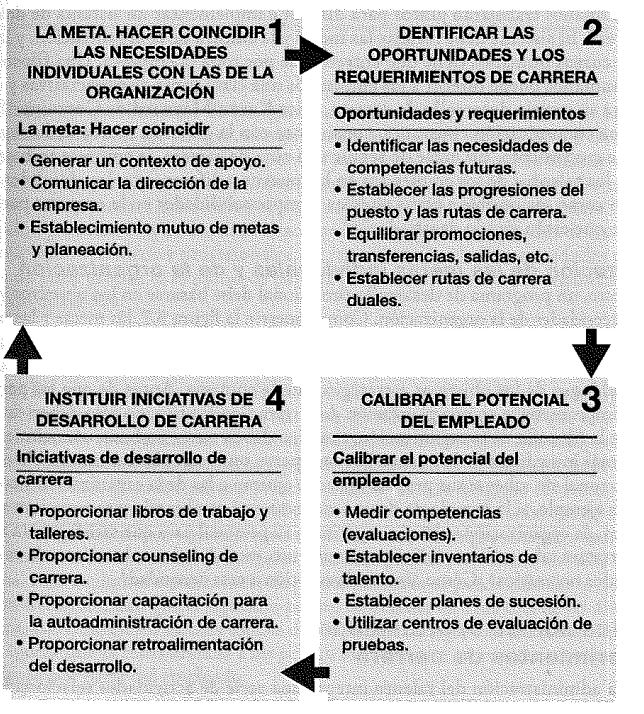 LA META. HACER COINCIDIR 1
LAS NECESIDADES
INDIVIDUALES CON LAS DE LA
ORGANIZACIÓN
La meta: Hacer coincidir
• Generar un contexto de apoyo.
• Comunicar la dirección de la
empresa.
• Establecimiento mutuo de metas
y planeación.
DENTIFICAR LAS 2
OPORTUNIDADES Y LOS
REQUERIMIENTOS DE CARRERA
Oportunidades y requerimientos
• Identificar las necesidades de
competencias futuras.
• Establecer las progresiones del
puesto y las rutas de carrera.
• Equilibrar promociones,
transferencias, salidas, etc.
• Establecer rutas de carrera
duales.
CALIBRAR EL POTENCIAL 3
DEL EMPLEADO
Calibrar el potencial del
empleado
• Medir competencias
(evaluaciones).
• Establecer inventarios de
talento.
• Establecer planes de sucesión.
• Utilizar centros de evaluación de
pruebas.
INSTITUIR INICIATIVAS DE 4
DESARROLLO DE CARRERA
Iniciativas de desarrollo de
carrera
• Proporcionar libros de trabajo y
talleres.
• Proporcionar counseling de
carrera.
• Proporcionar capacitación para
la autoadministración de carrera.
• Proporcionar retroalimentación
del desarrollo.